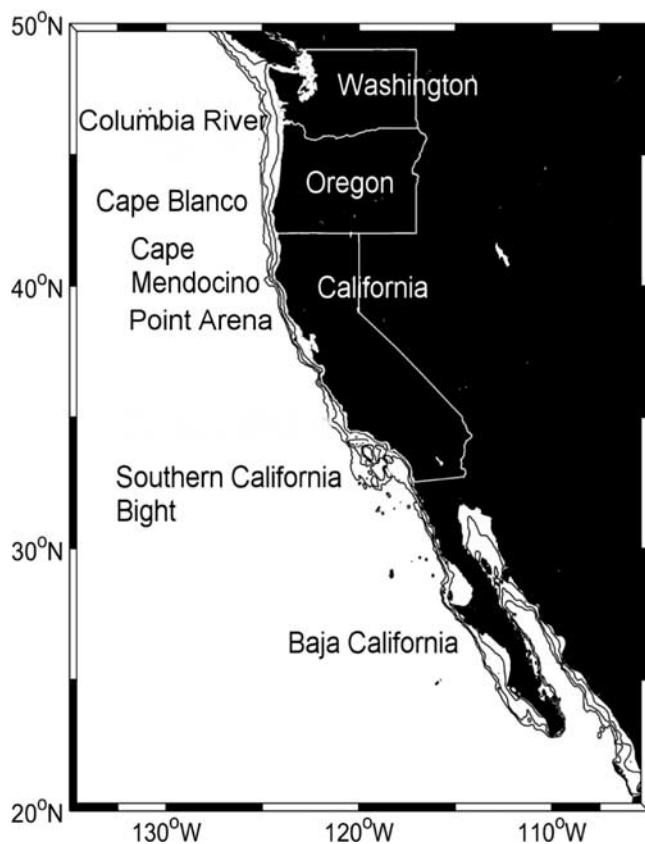 50°N
Washington
Columbia River
Oregon
Cape Blanco
Cape
Mendocino
40°N
California
Point Arena
Southern California
Bight
30°N
Baja California
20°N
130°W
120°W
110°W